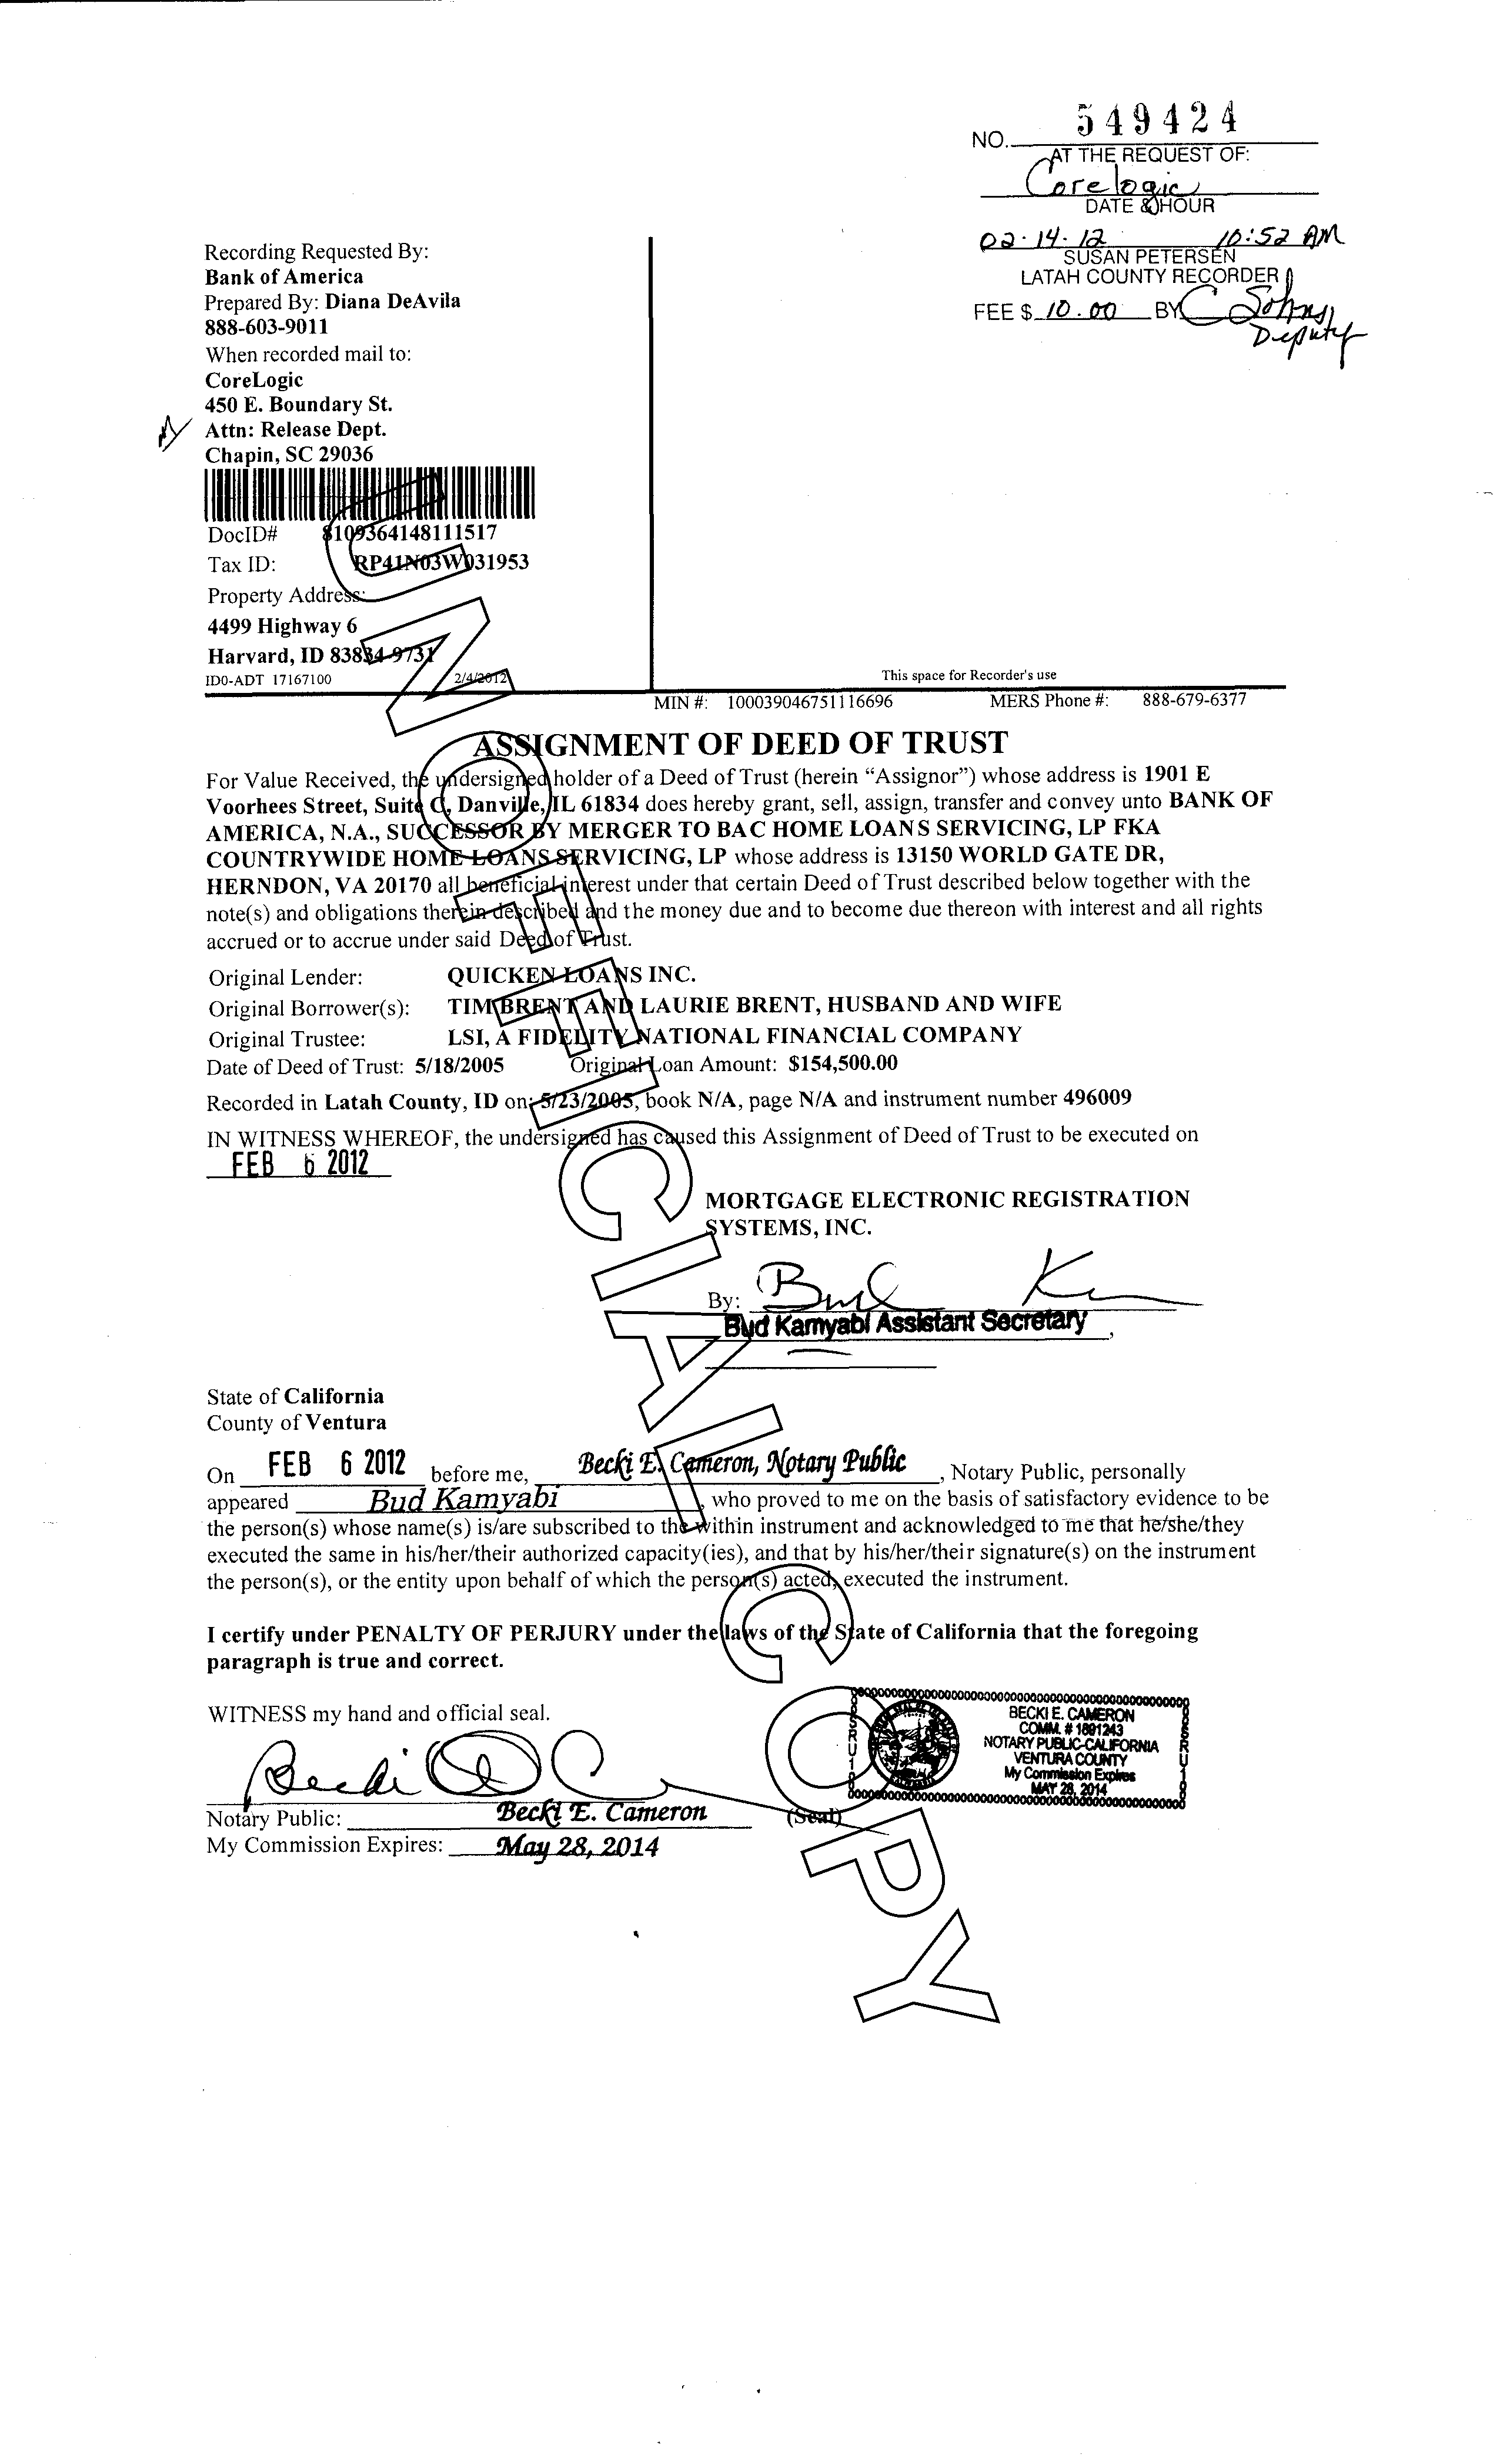 NO. 549424
AT THE REQUEST OF:
Corelogic
DATE & HOUR
02-14-12 10:52 AM
SUSAN PETERSEN
LATAH COUNTY RECORDER
FEE $ 10.00 BY C Sohns
Deputy
Recording Requested By:
Bank of America
Prepared By: Diana DeAvila
888-603-9011
When recorded mail to:
CoreLogic
450 E. Boundary St.
Attn: Release Dept.
Chapin, SC 29036
DocID# 8109364148111517
Tax ID: RP41N03W031953
Property Address:
4499 Highway 6
Harvard, ID 83834-9731
ID0-ADT 17167100 2/4/2012
This space for Recorder's use
MIN #: 100039046751116696 MERS Phone #: 888-679-6377
ASSIGNMENT OF DEED OF TRUST
For Value Received, the undersigned holder of a Deed of Trust (herein “Assignor”) whose address is 1901 E
Voorhees Street, Suite C, Danville, IL 61834 does hereby grant, sell, assign, transfer and convey unto BANK OF
AMERICA, N.A., SUCCESSOR BY MERGER TO BAC HOME LOANS SERVICING, LP FKA
COUNTRYWIDE HOME LOANS SERVICING, LP whose address is 13150 WORLD GATE DR,
HERNDON, VA 20170 all beneficial interest under that certain Deed of Trust described below together with the
note(s) and obligations therein described and the money due and to become due thereon with interest and all rights
accrued or to accrue under said Deed of Trust.
Original Lender: QUICKEN LOANS INC.
Original Borrower(s): TIM BRENT AND LAURIE BRENT, HUSBAND AND WIFE
Original Trustee: LSI, A FIDELITY NATIONAL FINANCIAL COMPANY
Date of Deed of Trust: 5/18/2005 Original Loan Amount: $154,500.00
Recorded in Latah County, ID on: 5/23/2005, book N/A, page N/A and instrument number 496009
IN WITNESS WHEREOF, the undersigned has caused this Assignment of Deed of Trust to be executed on
FEB 6 2012
MORTGAGE ELECTRONIC REGISTRATION
SYSTEMS, INC.
By: Bud K
Bud Kamyabi Assistant Secretary,
State of California
County of Ventura
On FEB 6 2012 before me, Becki E. Cameron, Notary Public, Notary Public, personally
appeared Bud Kamyabi, who proved to me on the basis of satisfactory evidence to be
the person(s) whose name(s) is/are subscribed to the within instrument and acknowledged to me that he/she/they
executed the same in his/her/their authorized capacity(ies), and that by his/her/their signature(s) on the instrument
the person(s), or the entity upon behalf of which the person(s) acted, executed the instrument.
I certify under PENALTY OF PERJURY under the laws of the State of California that the foregoing
paragraph is true and correct.
WITNESS my hand and official seal.
BECKI E. CAMERON
COMM. # 1891243
NOTARY PUBLIC-CALIFORNIA
VENTURA COUNTY
My Commission Expires
MAY 28, 2014
Notary Public: Becki E. Cameron (Seal)
My Commission Expires: May 28, 2014
UNOFFICIAL COPY